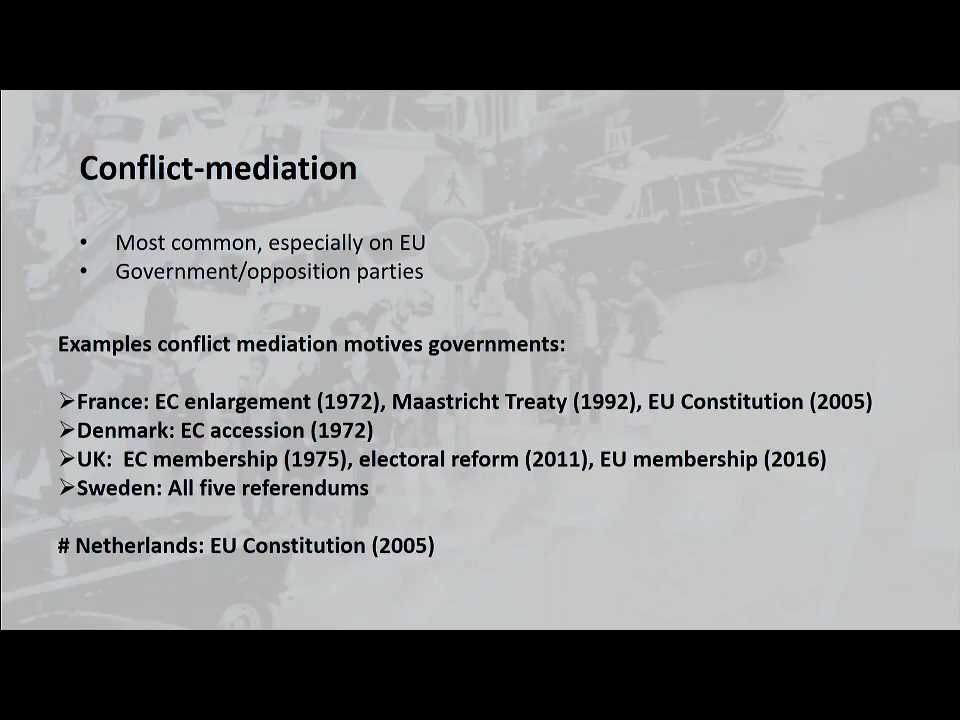 Conflict-mediation
• Most common, especially on EU
• Government/opposition parties
Examples conflict mediation motives governments:
➢France: EC enlargement (1972), Maastricht Treaty (1992), EU Constitution (2005)
➢Denmark: EC accession (1972)
➢UK: EC membership (1975), electoral reform (2011), EU membership (2016)
➢Sweden: All five referendums
# Netherlands: EU Constitution (2005)